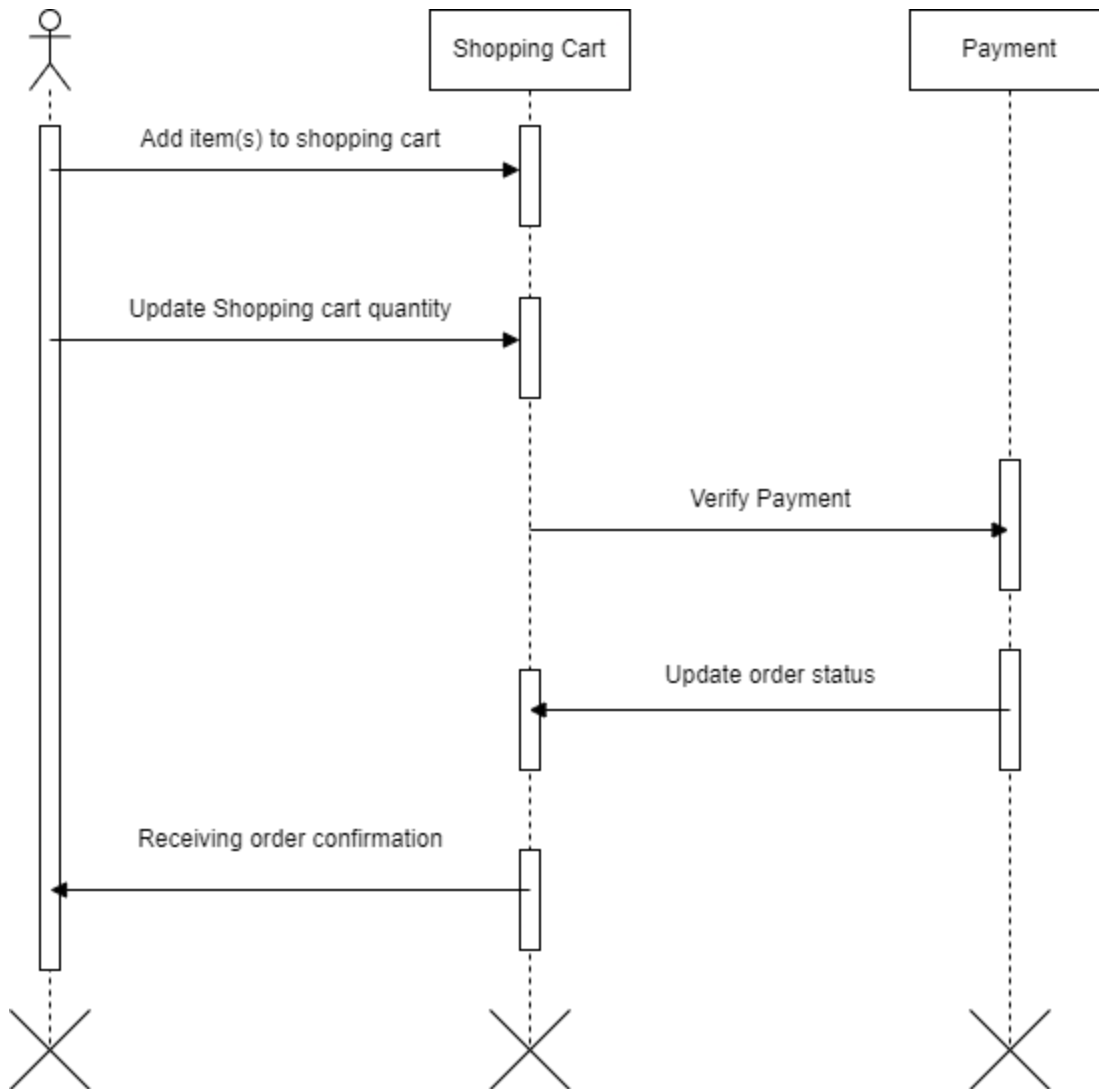 Shopping Cart
Payment
Add item(s) to shopping cart
Update Shopping cart quantity
Verify Payment
Update order status
Receiving order confirmation